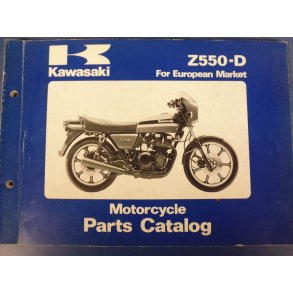 Kawasaki
Z550-D
For European Market
Motorcycle
Parts Catalog